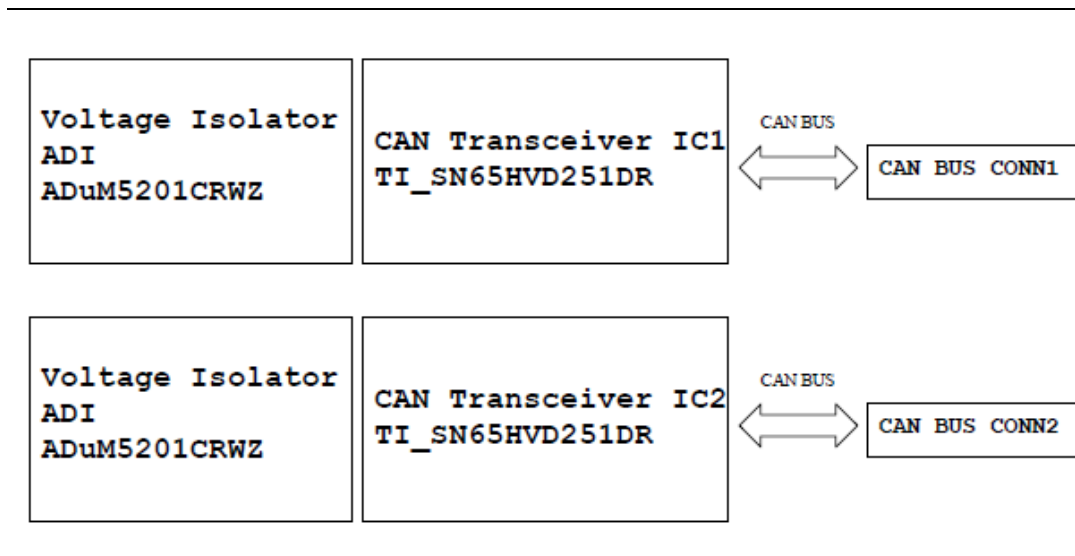 Voltage Isolator
ADI
ADuM5201CRWZ
CAN Transceiver IC1
TI_SN65HVD251DR
CAN BUS
CAN BUS CONN1
Voltage Isolator
ADI
ADuM5201CRWZ
CAN Transceiver IC2
TI_SN65HVD251DR
CAN BUS
CAN BUS CONN2